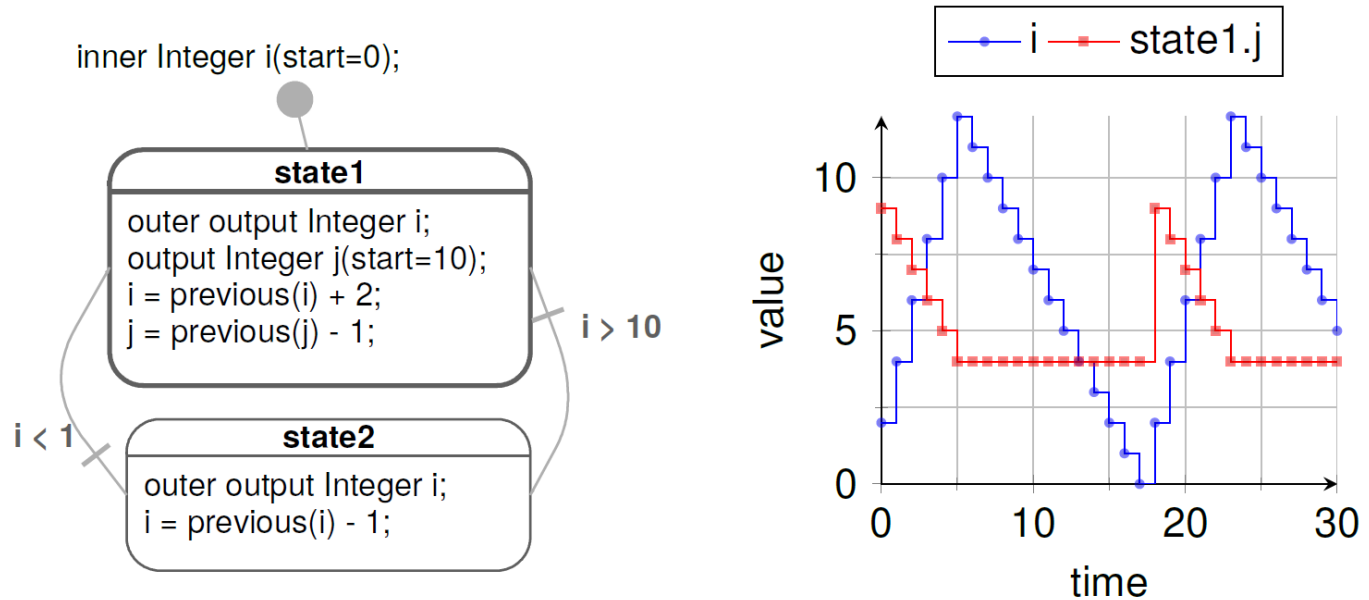 inner Integer i(start=0);
state1
outer output Integer i;
output Integer j(start=10);
i = previous(i) + 2;
j = previous(j) - 1;
i > 10
i < 1
state2
outer output Integer i;
i = previous(i) - 1;
i state1.j
value
10
5
0
0 10 20 30
time